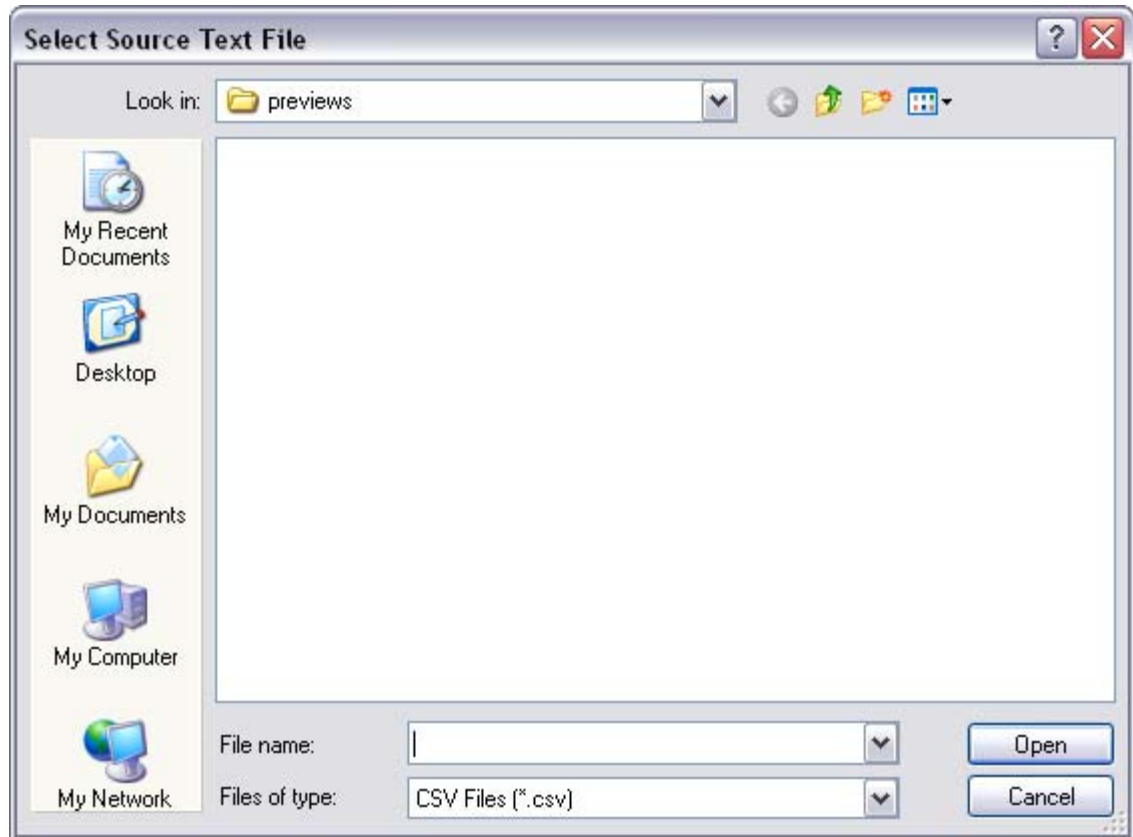 Select Source Text File
Look in: previews
My Recent
Documents
Desktop
My Documents
My Computer
My Network
File name:
Open
Files of type: CSV Files (*.csv)
Cancel